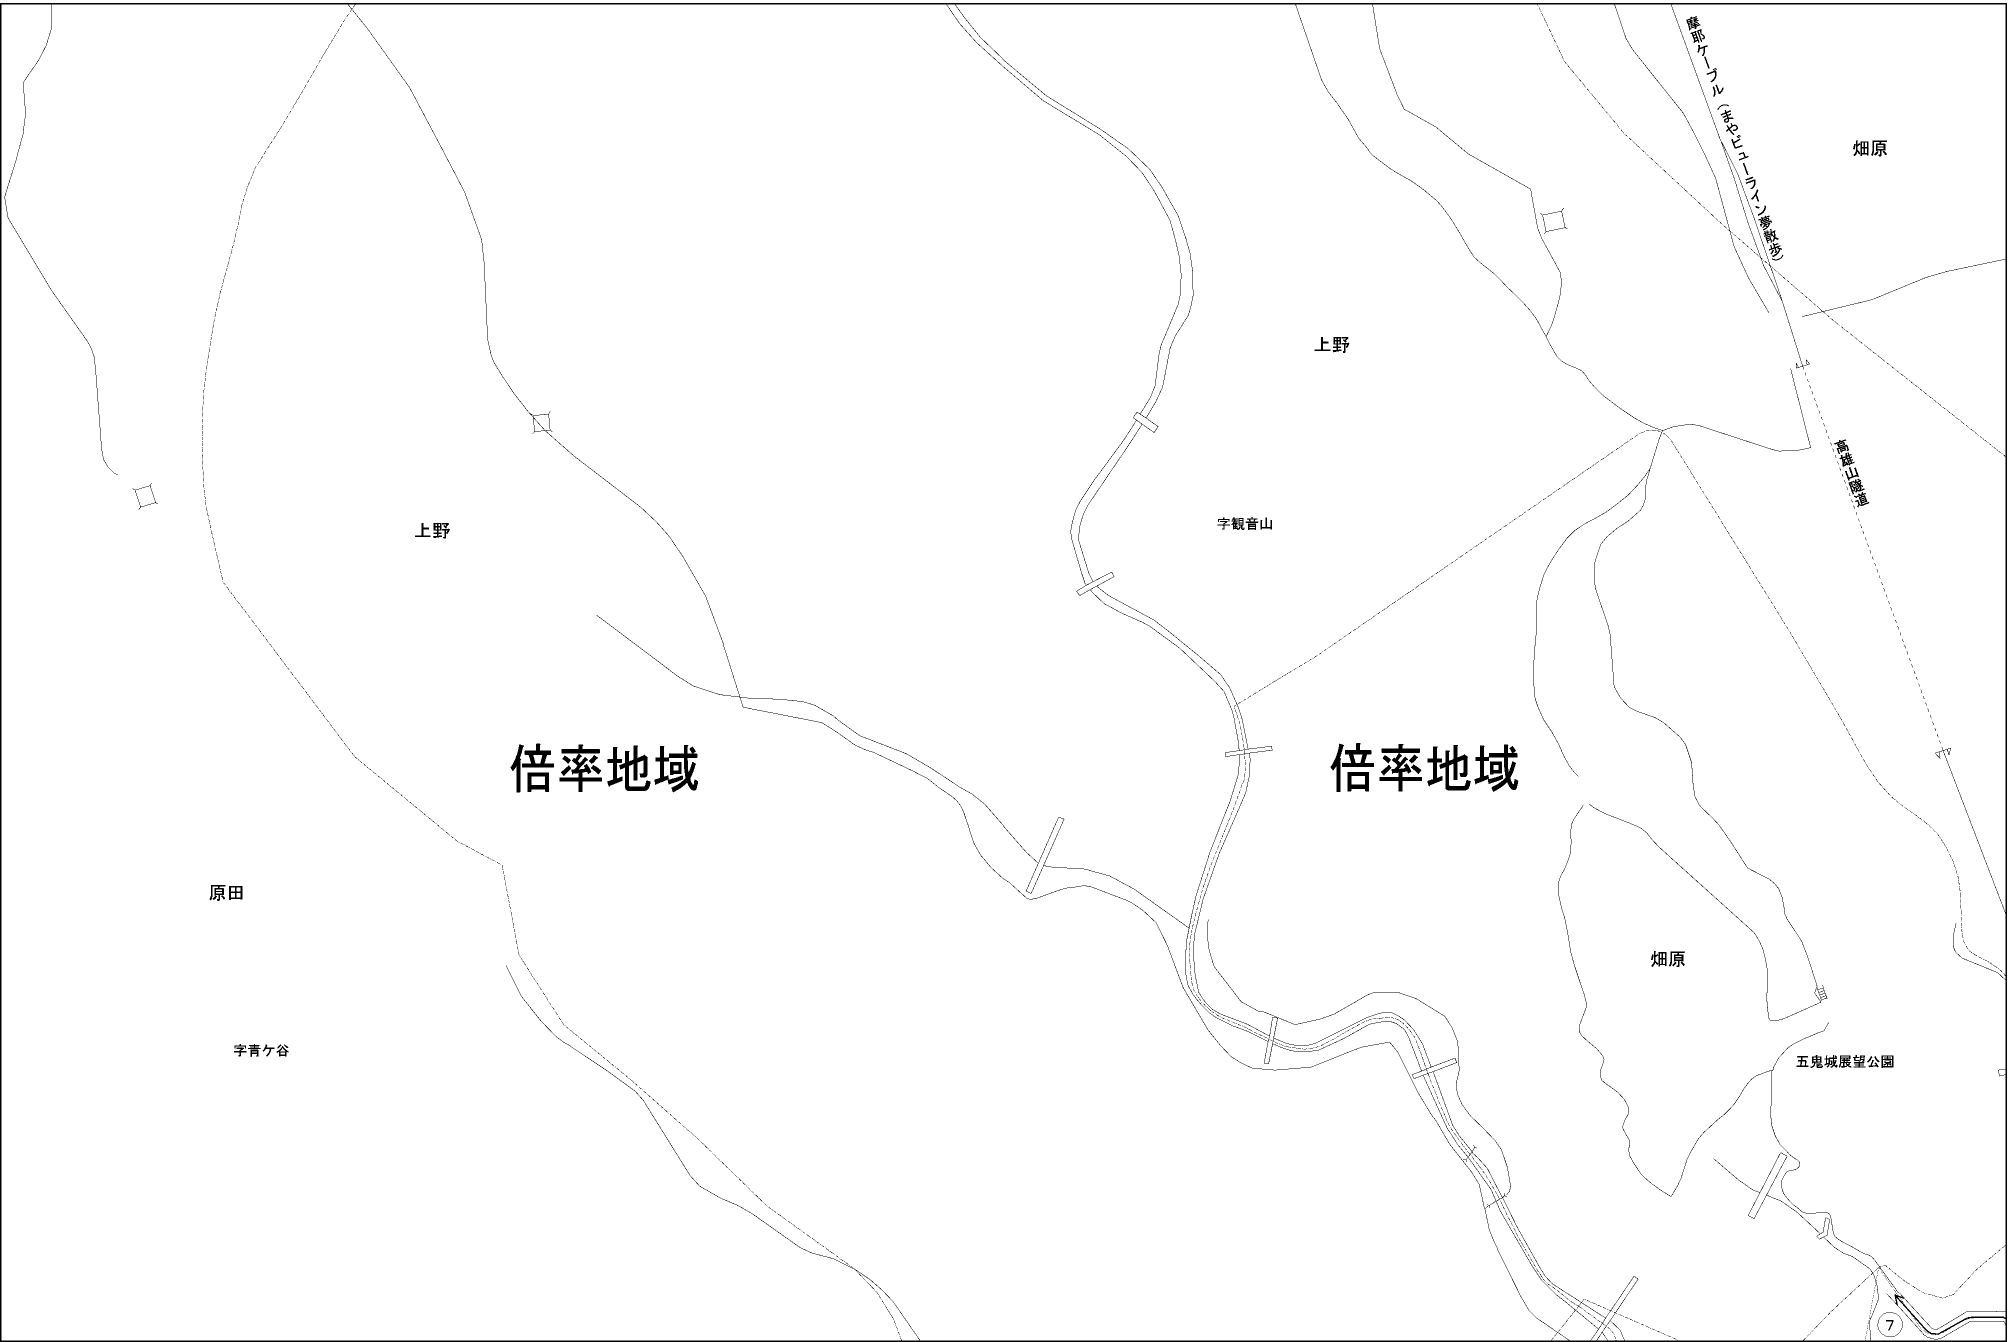 摩耶ケーブル（まやビューライン夢散歩）
畑原
上野
高雄山隧道
字観音山
上野
倍率地域
倍率地域
原田
畑原
字青ケ谷
五鬼城展望公園
7